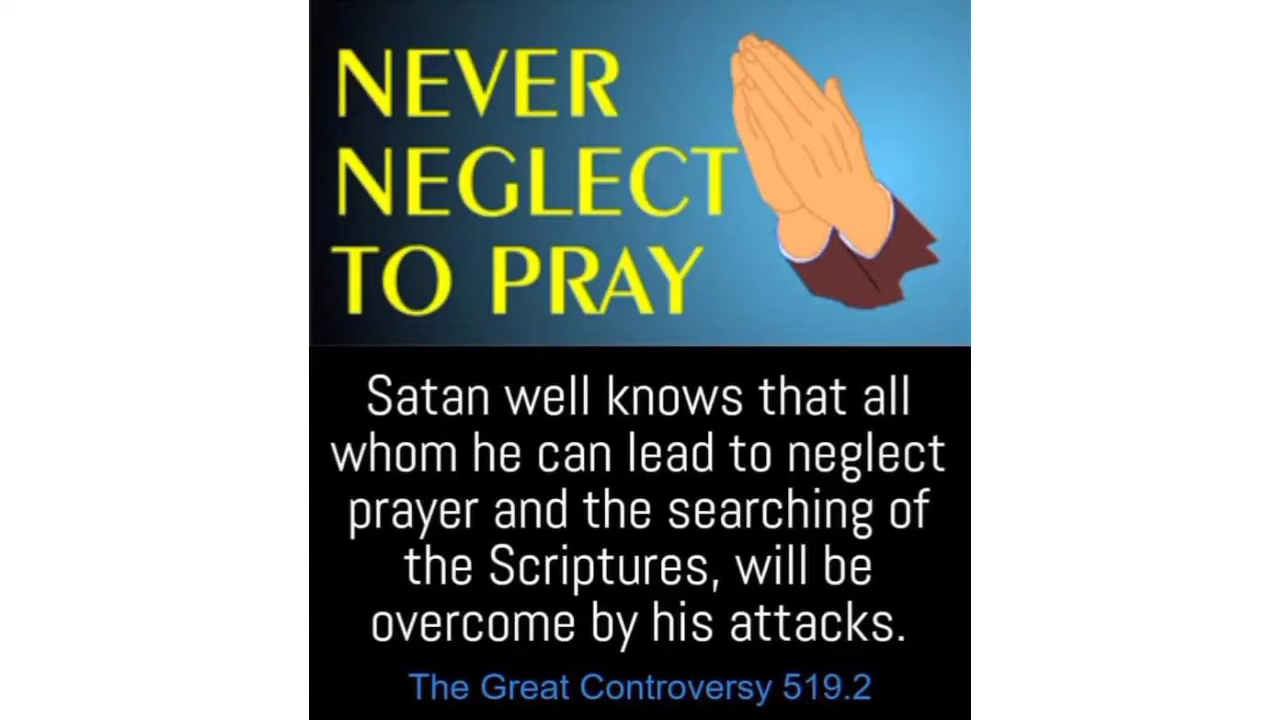 NEVER
NEGLECT
TO PRAY
Satan well knows that all
whom he can lead to neglect
prayer and the searching of
the Scriptures, will be
overcome by his attacks.
The Great Controversy 519.2